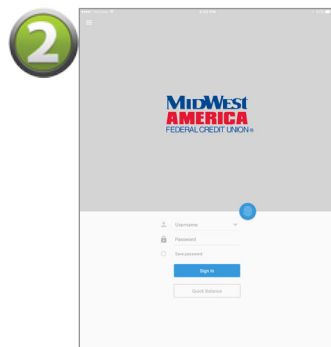 2
MIDWEST
AMERICA
FEDERAL CREDIT UNION®
Username
Password
Save password
Sign In
Quick Balance